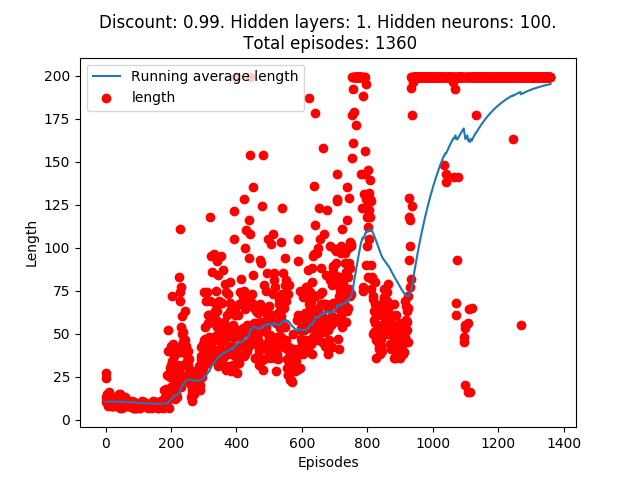 Discount: 0.99. Hidden layers: 1. Hidden neurons: 100.
Total episodes: 1360
Running average length
length
200
175
150
125
100
75
50
25
0
Length
0 200 400 600 800 1000 1200 1400
Episodes